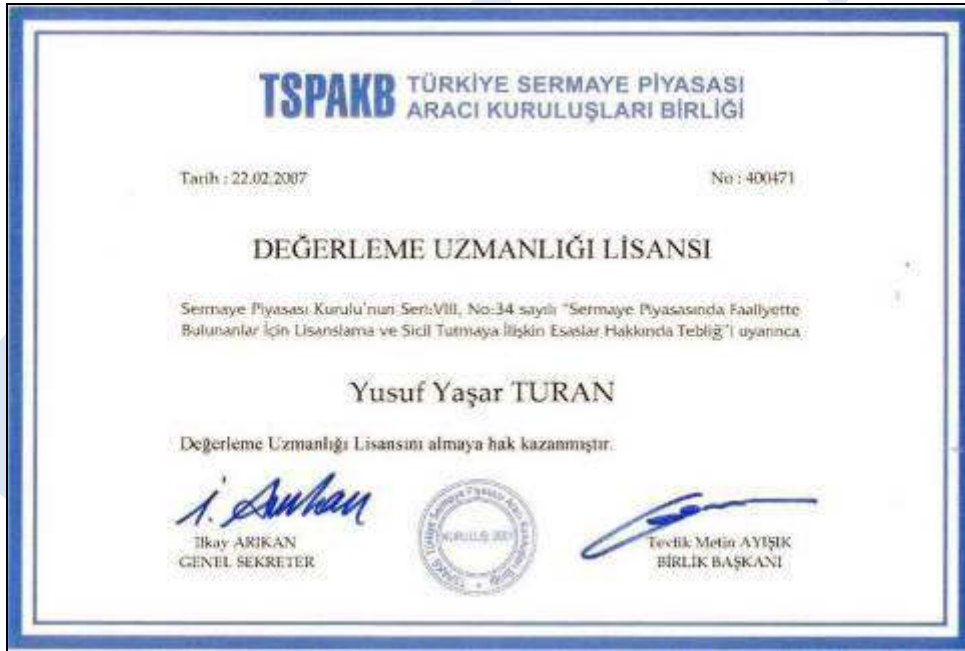 TSPAKB TÜRKİYE SERMAYE PİYASASI
ARACI KURULUŞLARI BİRLİĞİ
Tarih : 22.02.2007
No : 400471
DEĞERLEME UZMANLIĞI LİSANSI
Sermaye Piyasası Kurulu'nun Seri:VIII, No:34 sayılı "Sermaye Piyasasında Faaliyette
Bulunanlar İçin Lisanslama ve Sicil Tutmaya İlişkin Esaslar Hakkında Tebliğ"i uyarınca
Yusuf Yaşar TURAN
Değerleme Uzmanlığı Lisansını almaya hak kazanmıştır.
İlkay ARIKAN
GENEL SEKRETER
KURULUŞ 2001
Tevfik Metin AYIŞIK
BİRLİK BAŞKANI